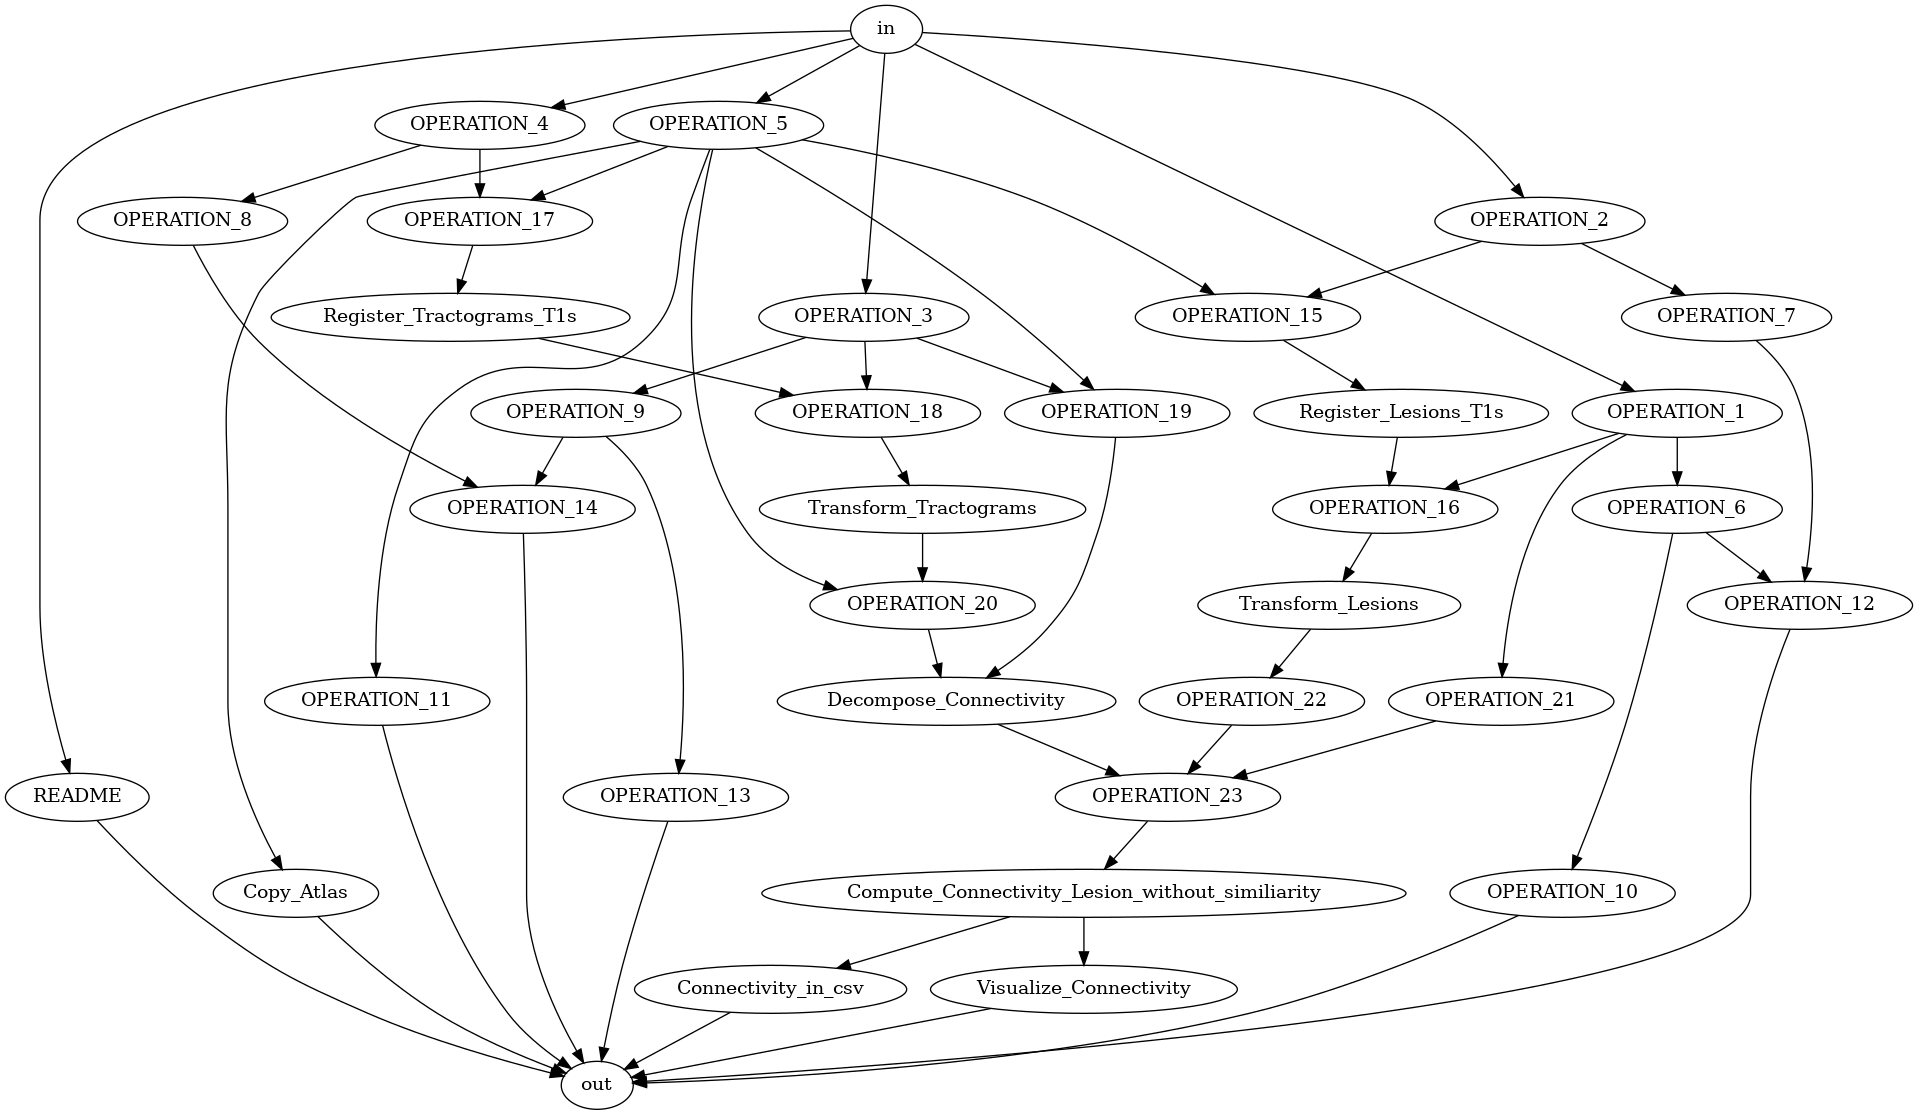 in
OPERATION_4
OPERATION_5
OPERATION_8
OPERATION_17
OPERATION_2
Register_Tractograms_T1s
OPERATION_3
OPERATION_15
OPERATION_7
OPERATION_9
OPERATION_18
OPERATION_19
Register_Lesions_T1s
OPERATION_1
OPERATION_14
Transform_Tractograms
OPERATION_16
OPERATION_6
OPERATION_20
Transform_Lesions
OPERATION_12
OPERATION_11
Decompose_Connectivity
OPERATION_22
OPERATION_21
README
OPERATION_13
OPERATION_23
Copy_Atlas
Compute_Connectivity_Lesion_without_similiarity
OPERATION_10
Connectivity_in_csv
Visualize_Connectivity
out